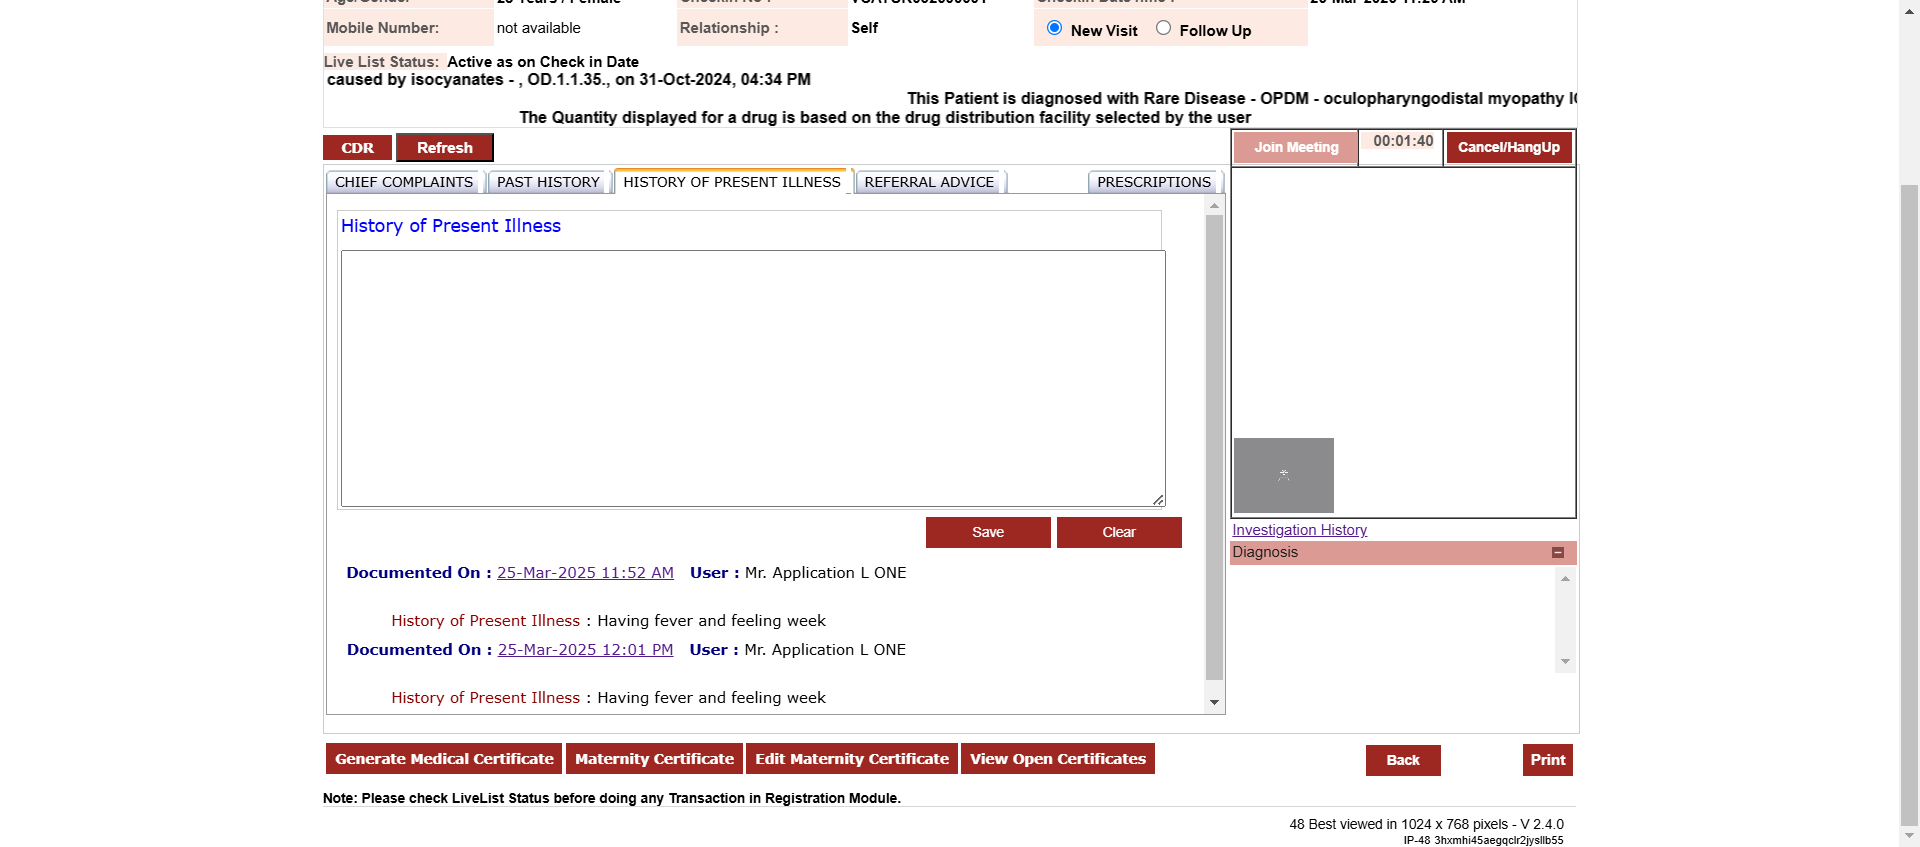 Mobile Number: not available Relationship : Self New Visit Follow Up
Live List Status: Active as on Check in Date
caused by isocyanates - , OD.1.1.35., on 31-Oct-2024, 04:34 PM
This Patient is diagnosed with Rare Disease - OPDM - oculopharyngodistal myopathy
The Quantity displayed for a drug is based on the drug distribution facility selected by the user
CDR Refresh Join Meeting 00:01:40 Cancel/HangUp
CHIEF COMPLAINTS PAST HISTORY HISTORY OF PRESENT ILLNESS REFERRAL ADVICE PRESCRIPTIONS
History of Present Illness
Save Clear
Investigation History
Diagnosis
Documented On : 25-Mar-2025 11:52 AM User : Mr. Application L ONE
History of Present Illness : Having fever and feeling week
Documented On : 25-Mar-2025 12:01 PM User : Mr. Application L ONE
History of Present Illness : Having fever and feeling week
Generate Medical Certificate Maternity Certificate Edit Maternity Certificate View Open Certificates Back Print
Note: Please check LiveList Status before doing any Transaction in Registration Module.
48 Best viewed in 1024 x 768 pixels - V 2.4.0
IP-48 3hxmhi45aegqclr2jysllb55